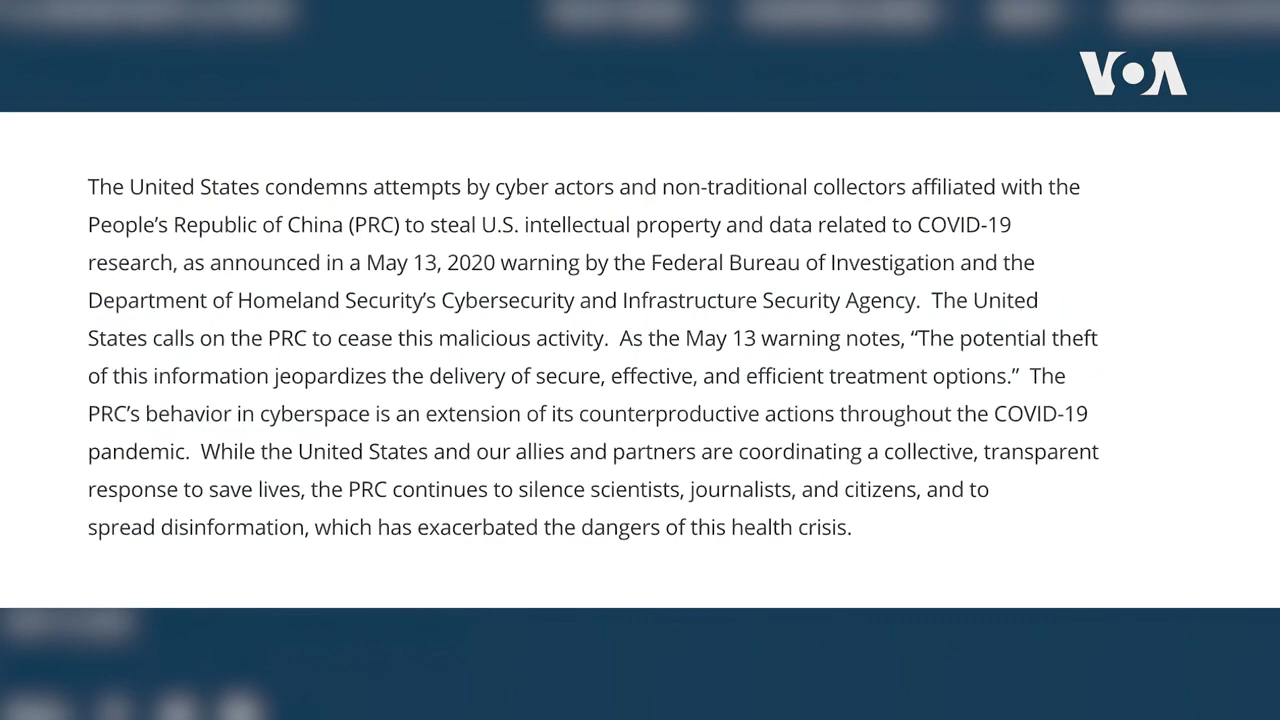 VOA
The United States condemns attempts by cyber actors and non-traditional collectors affiliated with the
People’s Republic of China (PRC) to steal U.S. intellectual property and data related to COVID-19
research, as announced in a May 13, 2020 warning by the Federal Bureau of Investigation and the
Department of Homeland Security’s Cybersecurity and Infrastructure Security Agency.  The United
States calls on the PRC to cease this malicious activity.  As the May 13 warning notes, “The potential theft
of this information jeopardizes the delivery of secure, effective, and efficient treatment options.”  The
PRC’s behavior in cyberspace is an extension of its counterproductive actions throughout the COVID-19
pandemic.  While the United States and our allies and partners are coordinating a collective, transparent
response to save lives, the PRC continues to silence scientists, journalists, and citizens, and to
spread disinformation, which has exacerbated the dangers of this health crisis.